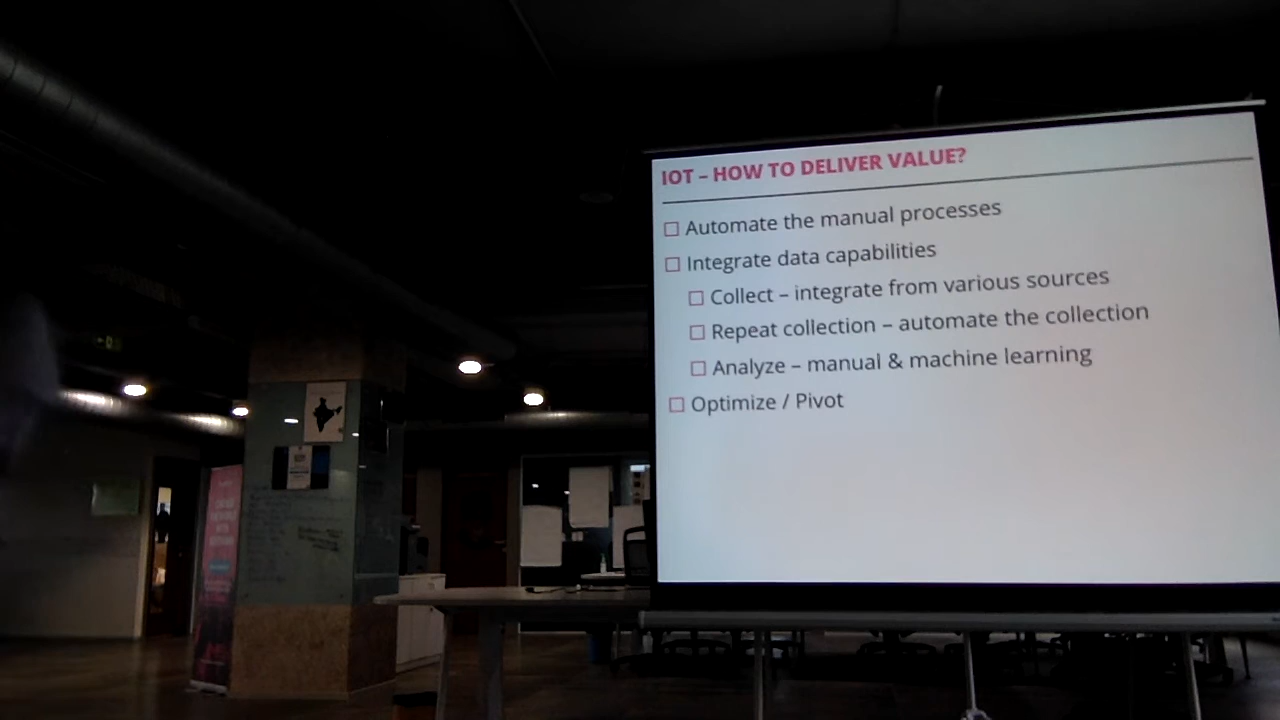 IOT – HOW TO DELIVER VALUE?
Automate the manual processes
Integrate data capabilities
Collect – integrate from various sources
Repeat collection – automate the collection
Analyze – manual & machine learning
Optimize / Pivot